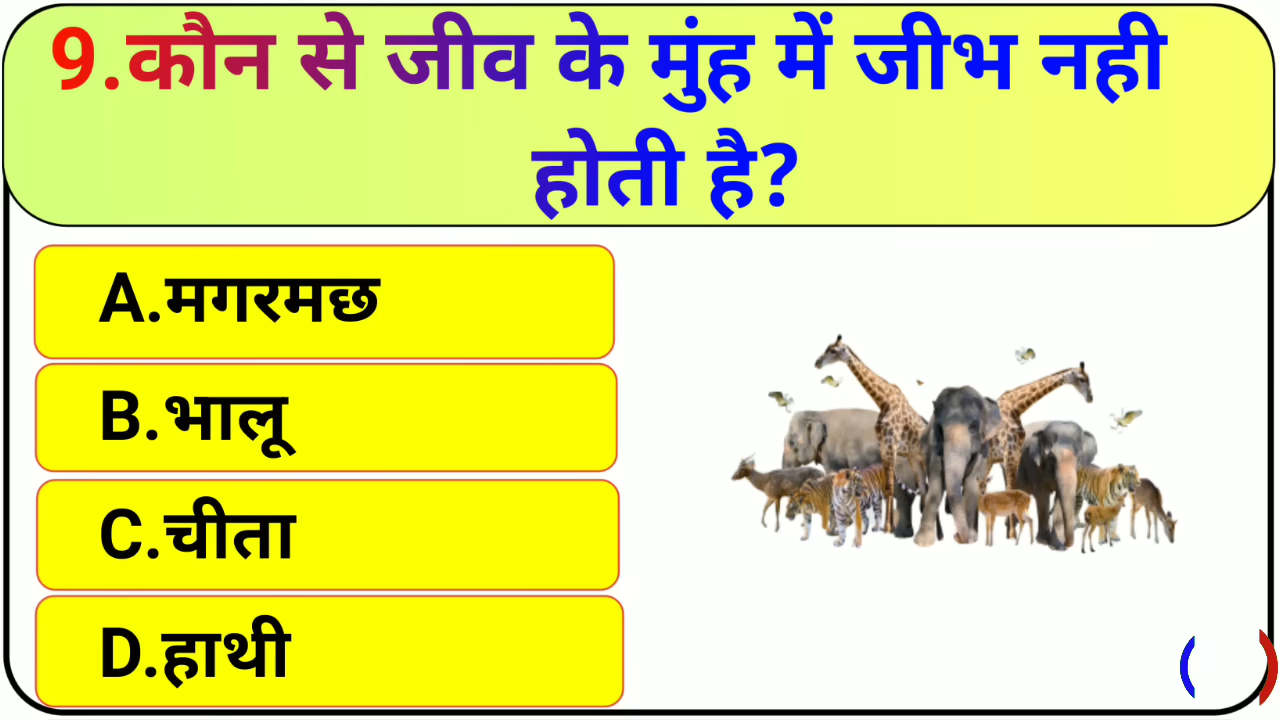 9.कौन से जीव के मुंह में जीभ नही
होती है?
A.मगरमछ
B.भालू
C.चीता
D.हाथी
( )